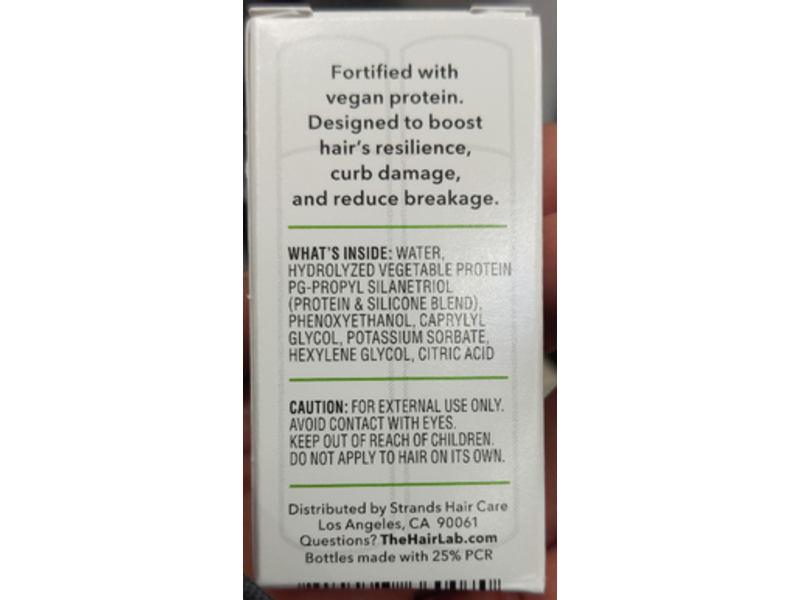 Fortified with
vegan protein.
Designed to boost
hair's resilience,
curb damage,
and reduce breakage.
WHAT'S INSIDE: WATER,
HYDROLYZED VEGETABLE PROTEIN
PG-PROPYL SILANETRIOL
(PROTEIN & SILICONE BLEND),
PHENOXYETHANOL, CAPRYLYL
GLYCOL, POTASSIUM SORBATE,
HEXYLENE GLYCOL, CITRIC ACID
CAUTION: FOR EXTERNAL USE ONLY.
AVOID CONTACT WITH EYES.
KEEP OUT OF REACH OF CHILDREN.
DO NOT APPLY TO HAIR ON ITS OWN.
Distributed by Strands Hair Care
Los Angeles, CA 90061
Questions? TheHairLab.com
Bottles made with 25% PCR